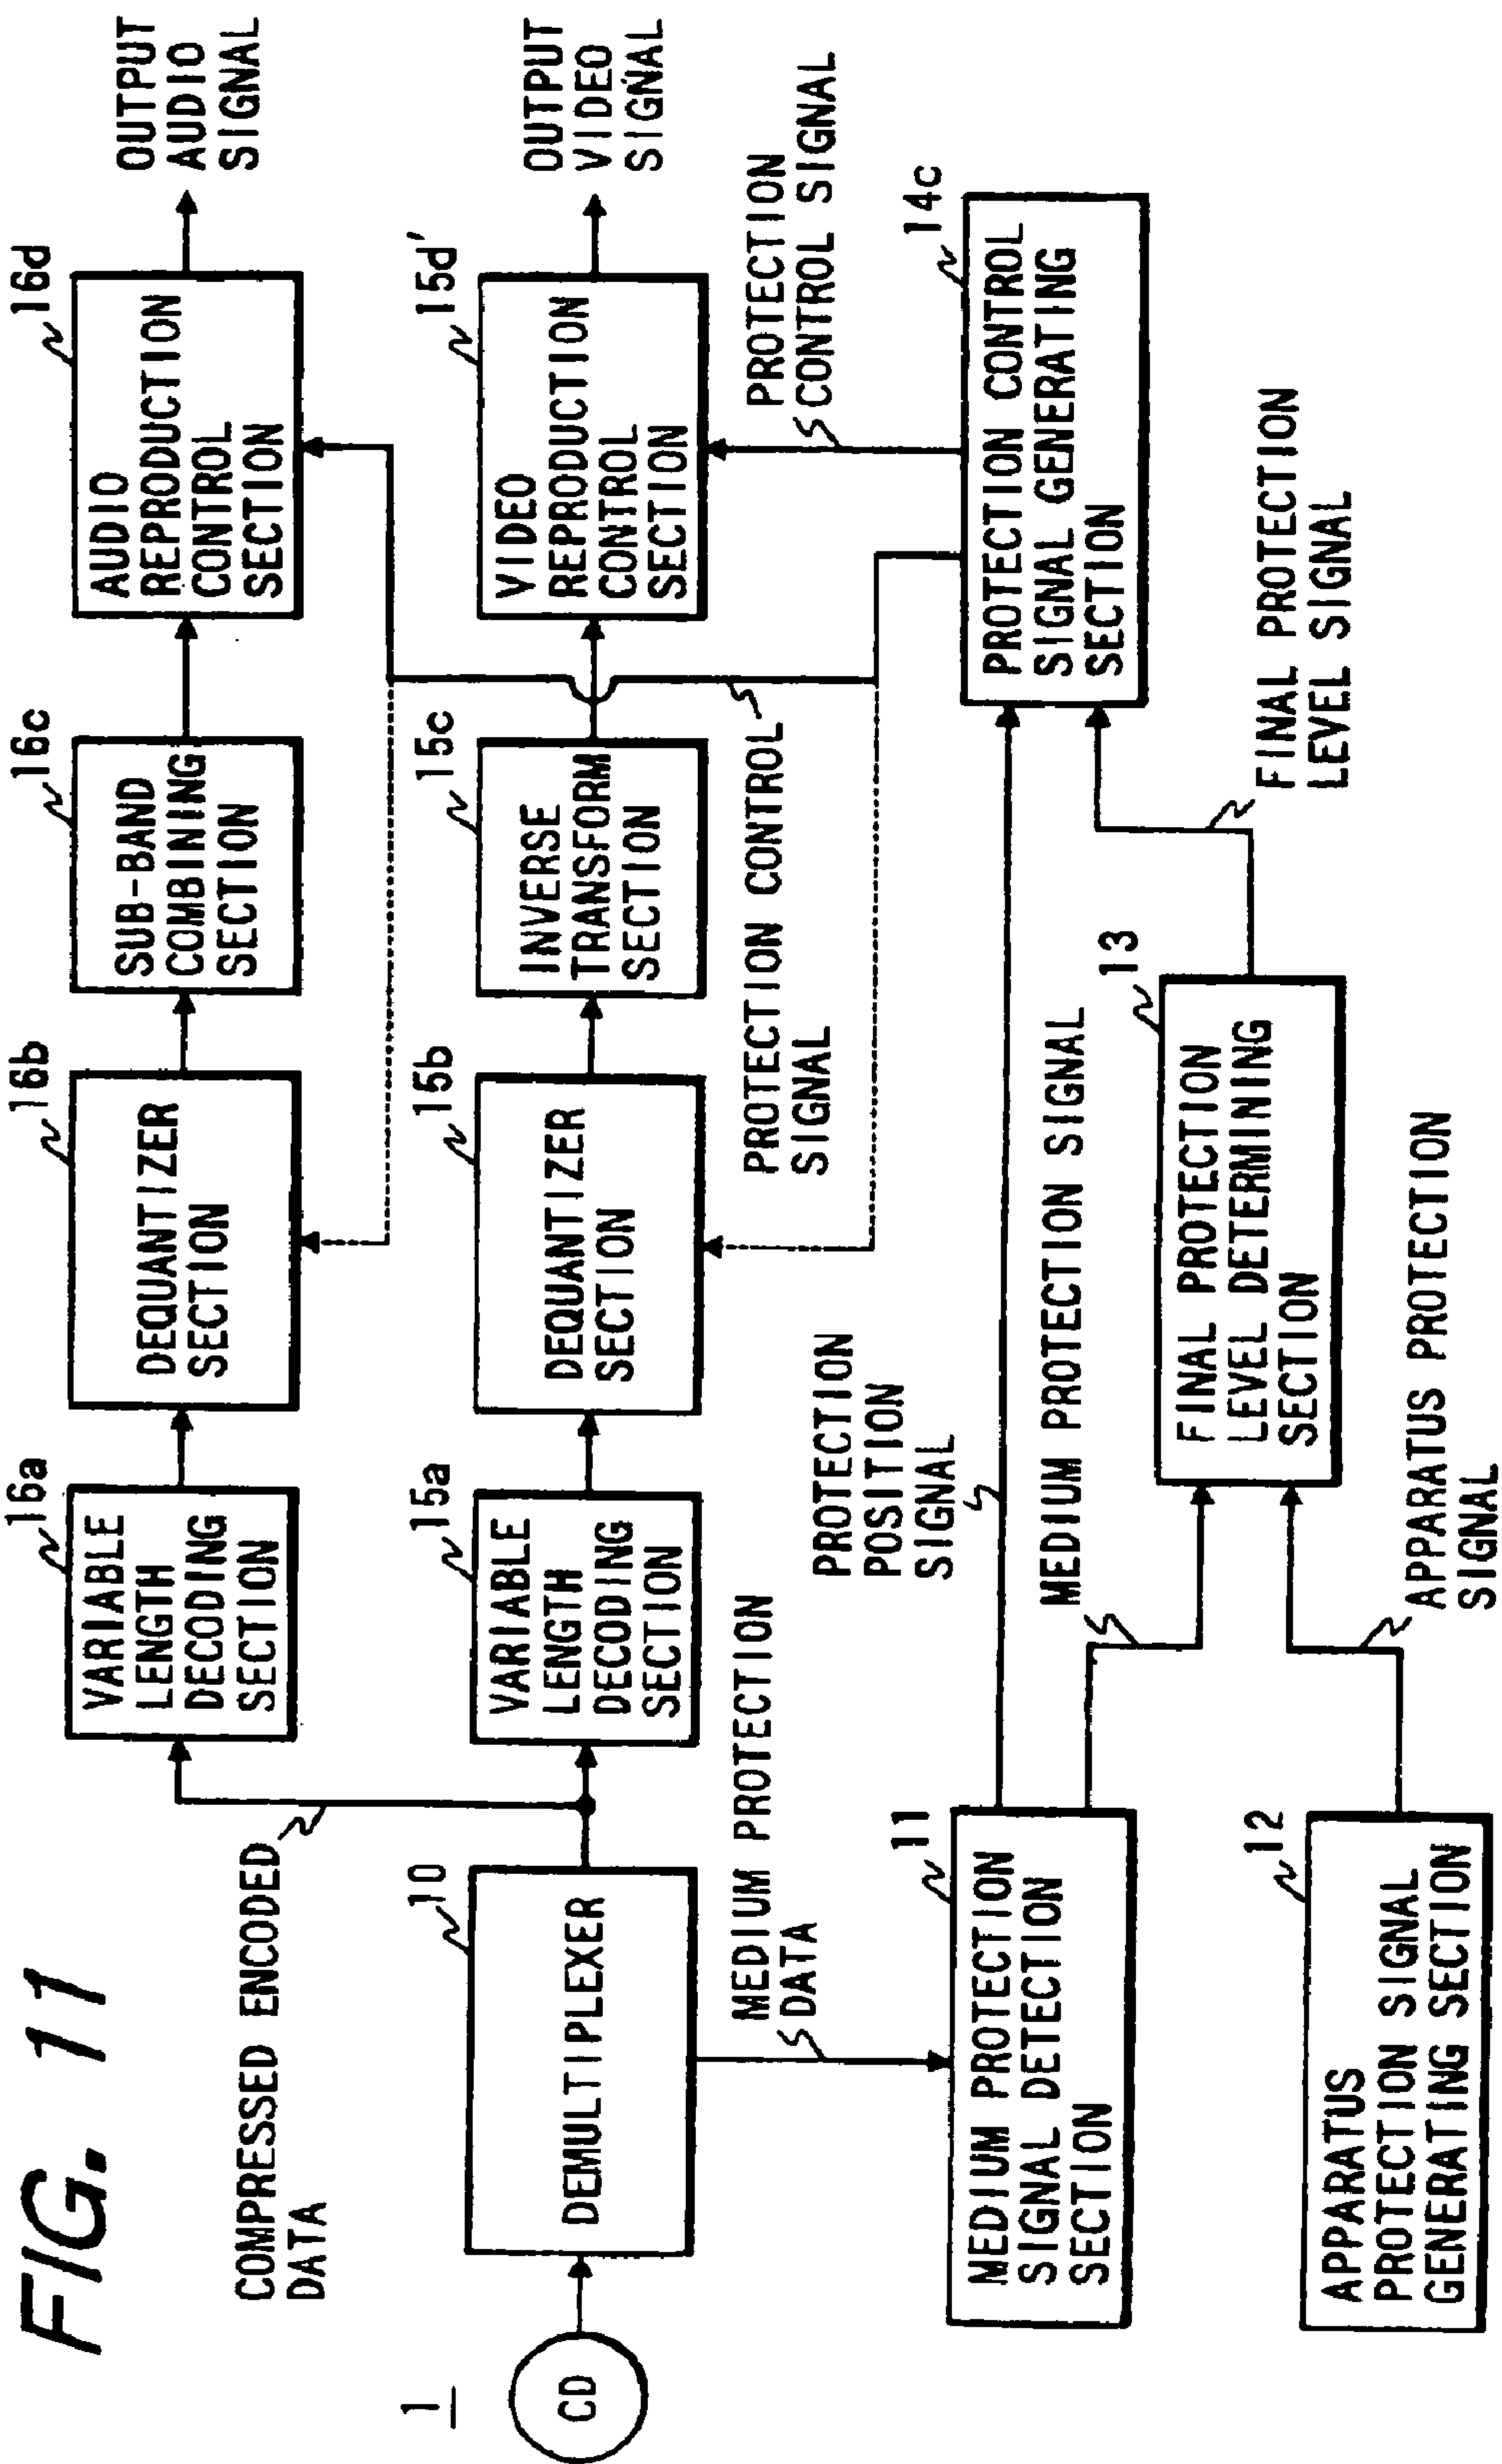 FIG. 11
1
CD
COMPRESSED ENCODED
DATA
10
DEMULTIPLEXER
MEDIUM PROTECTION
DATA
16a
VARIABLE
LENGTH
DECODING
SECTION
16b
DEQUANTIZER
SECTION
16c
SUB-BAND
COMBINING
SECTION
16d
AUDIO
REPRODUCTION
CONTROL
SECTION
OUTPUT
AUDIO
SIGNAL
15a
VARIABLE
LENGTH
DECODING
SECTION
15b
DEQUANTIZER
SECTION
15c
INVERSE
TRANSFORM
SECTION
15d'
VIDEO
REPRODUCTION
CONTROL
SECTION
OUTPUT
VIDEO
SIGNAL
PROTECTION CONTROL
SIGNAL
PROTECTION
CONTROL SIGNAL
PROTECTION
POSITION
SIGNAL
11
MEDIUM PROTECTION
SIGNAL DETECTION
SECTION
MEDIUM PROTECTION SIGNAL
14c
PROTECTION CONTROL
SIGNAL GENERATING
SECTION
13
FINAL PROTECTION
LEVEL DETERMINING
SECTION
FINAL PROTECTION
LEVEL SIGNAL
12
APPARATUS
PROTECTION SIGNAL
GENERATING SECTION
APPARATUS PROTECTION
SIGNAL